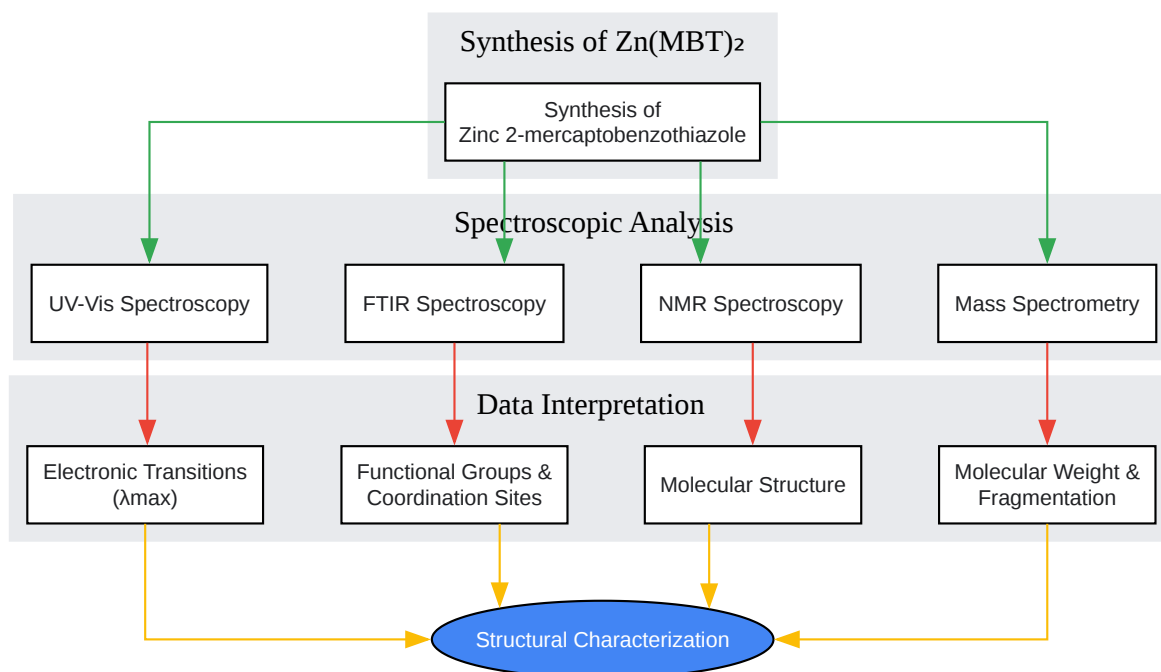 Synthesis of Zn(MBT)₂
Synthesis of
Zinc 2-mercaptobenzothiazole
Spectroscopic Analysis
UV-Vis Spectroscopy
FTIR Spectroscopy
NMR Spectroscopy
Mass Spectrometry
Data Interpretation
Electronic Transitions
(λmax)
Functional Groups &
Coordination Sites
Molecular Structure
Molecular Weight &
Fragmentation
Structural Characterization